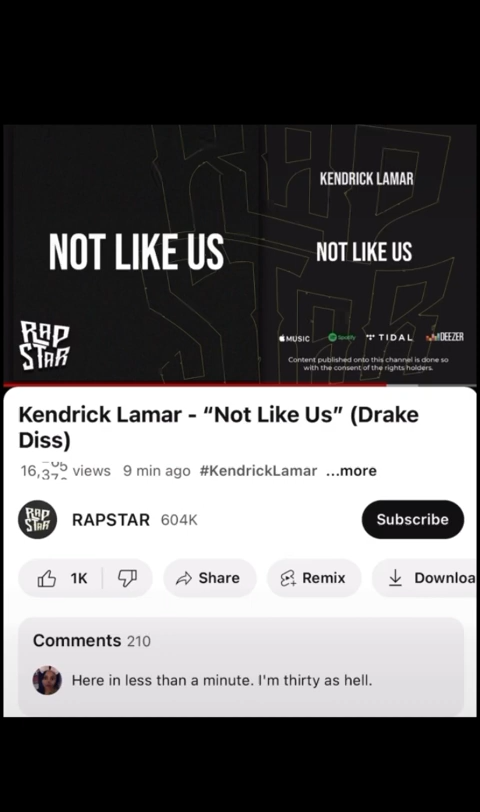 KENDRICK LAMAR
NOT LIKE US
NOT LIKE US
RAP
STAR
MUSIC Spotify TIDAL DEEZER
Content published onto this channel is done so
with the consent of the rights holders.
Kendrick Lamar - “Not Like Us” (Drake
Diss)
views 9 min ago #KendrickLamar ...more
RAP
STAR
RAPSTAR 604K
Subscribe
1K Share Remix Downloa
Comments 210
Here in less than a minute. I'm thirty as hell.